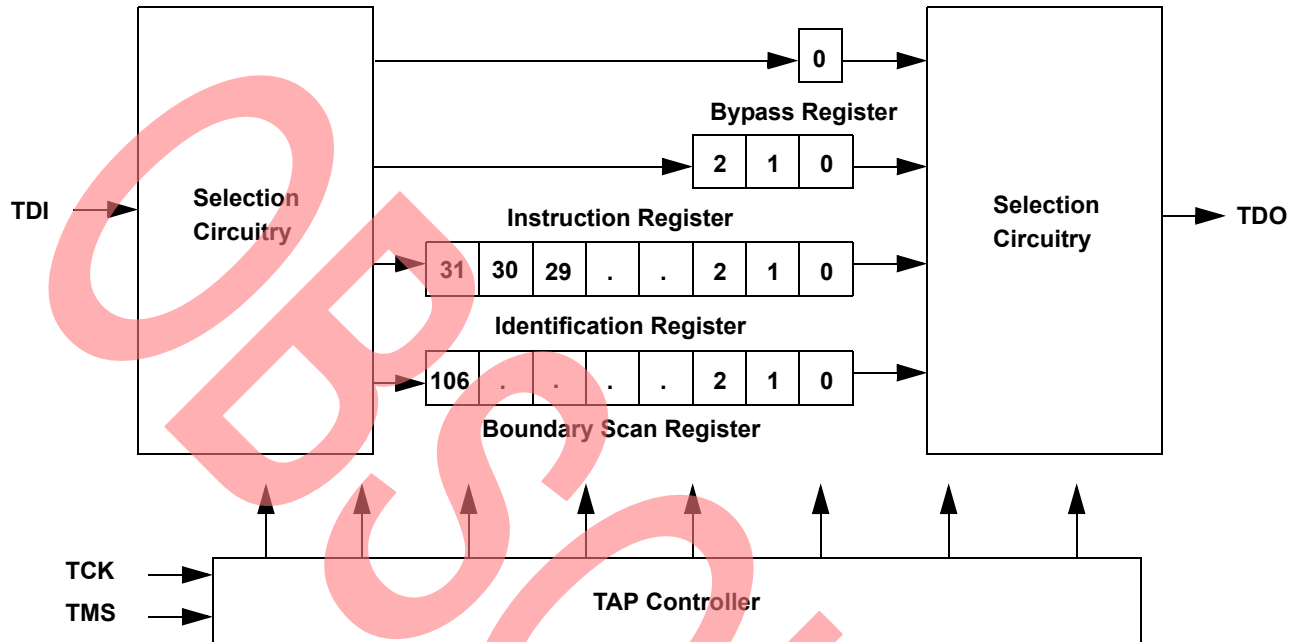 0
Bypass Register
2 1 0
TDI
Selection
Circuitry
Instruction Register
Selection
Circuitry
TDO
31 30 29 . . 2 1 0
Identification Register
106 . . . . 2 1 0
Boundary Scan Register
TCK
TMS
TAP Controller
OBSO